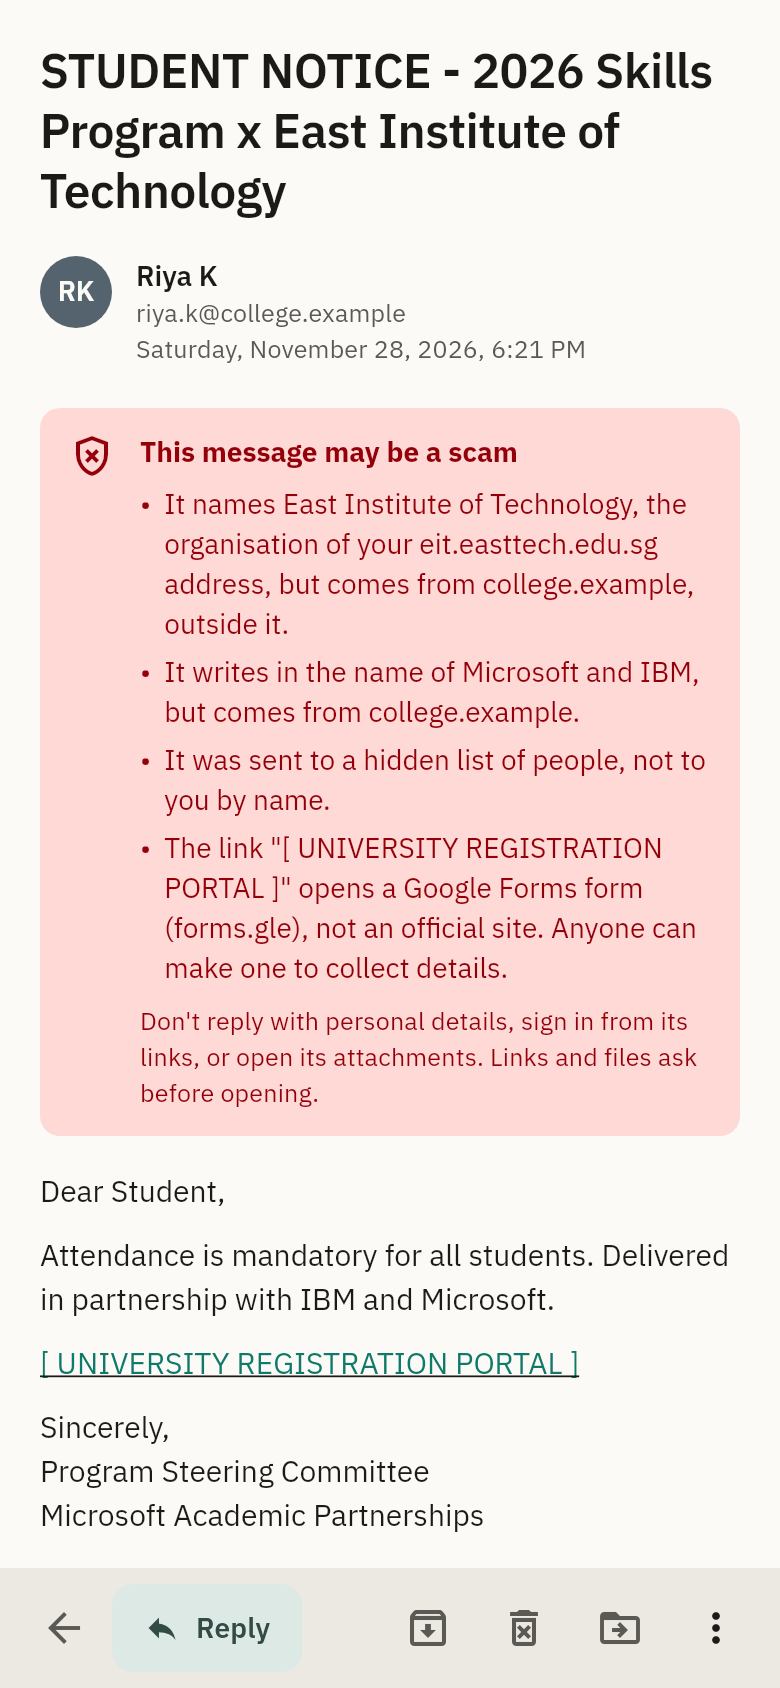 STUDENT NOTICE - 2026 Skills
Program x East Institute of
Technology
RK
Riya K
riya.k@college.example
Saturday, November 28, 2026, 6:21 PM
This message may be a scam
• It names East Institute of Technology, the
organisation of your eit.easttech.edu.sg
address, but comes from college.example,
outside it.
• It writes in the name of Microsoft and IBM,
but comes from college.example.
• It was sent to a hidden list of people, not to
you by name.
• The link "[ UNIVERSITY REGISTRATION
PORTAL ]" opens a Google Forms form
(forms.gle), not an official site. Anyone can
make one to collect details.
Don't reply with personal details, sign in from its
links, or open its attachments. Links and files ask
before opening.
Dear Student,
Attendance is mandatory for all students. Delivered
in partnership with IBM and Microsoft.
[ UNIVERSITY REGISTRATION PORTAL ]
Sincerely,
Program Steering Committee
Microsoft Academic Partnerships
Reply